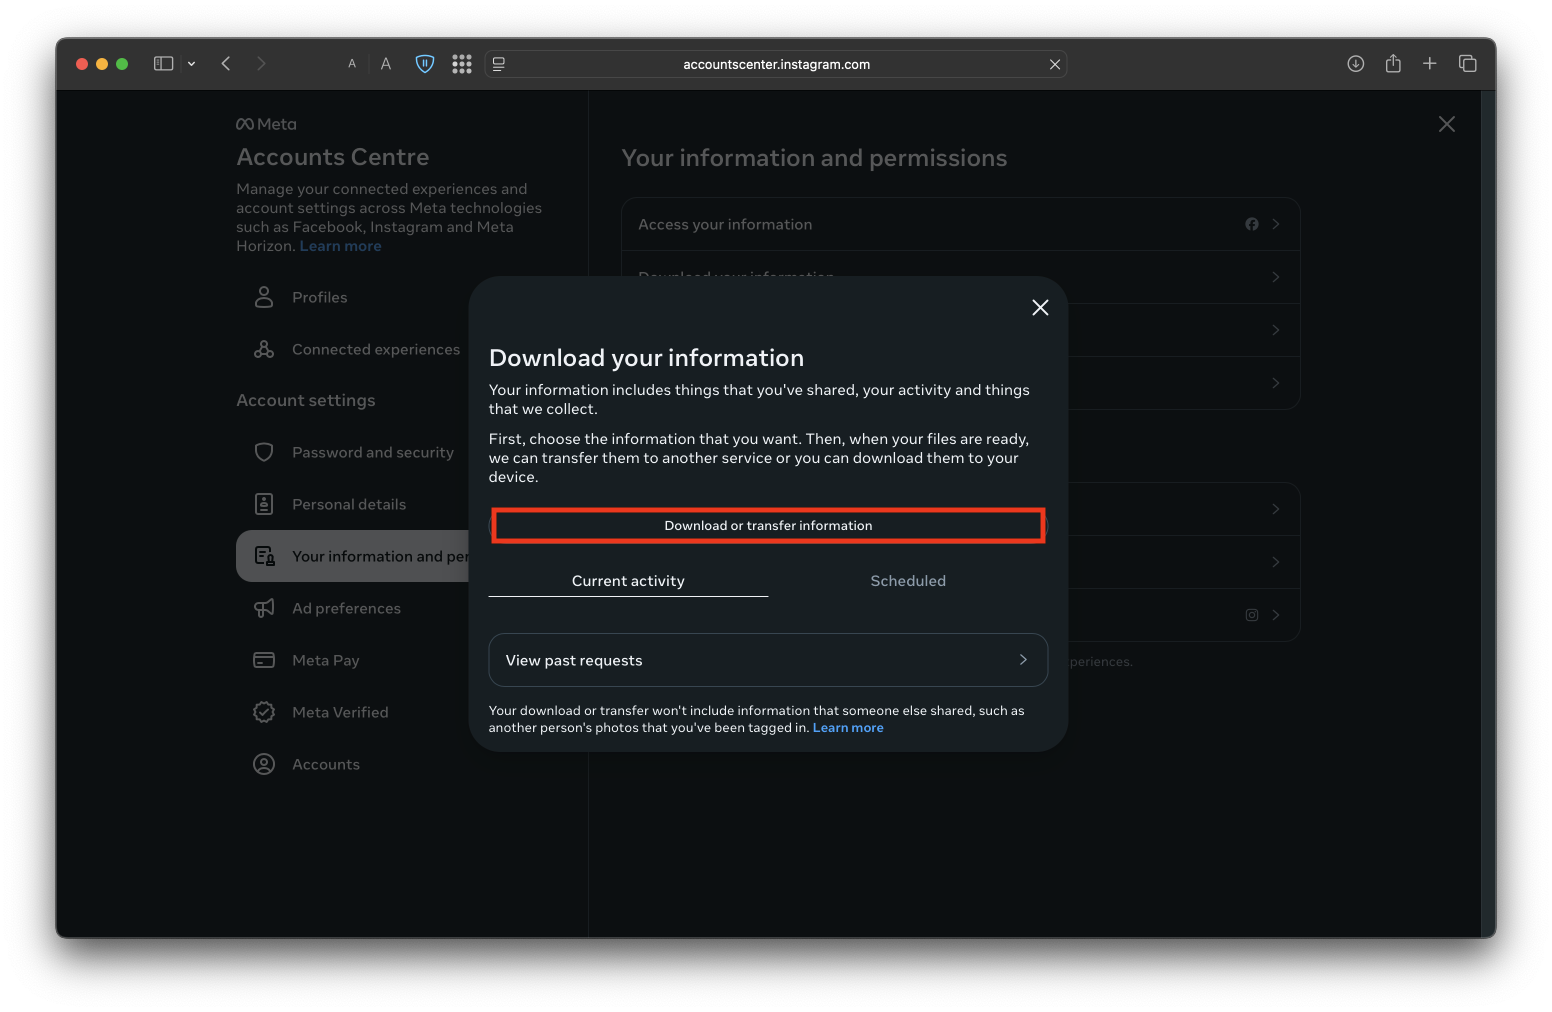 A A accountscenter.instagram.com
Meta
Accounts Centre
Manage your connected experiences and
account settings across Meta technologies
such as Facebook, Instagram and Meta
Horizon. Learn more
Profiles
Connected experiences
Account settings
Password and security
Personal details
Your information and per
Ad preferences
Meta Pay
Meta Verified
Accounts
Your information and permissions
Access your information
Download your information
Download your information
Your information includes things that you've shared, your activity and things
that we collect.
First, choose the information that you want. Then, when your files are ready,
we can transfer them to another service or you can download them to your
device.
Download or transfer information
Current activity Scheduled
View past requests
Your download or transfer won't include information that someone else shared, such as
another person's photos that you've been tagged in. Learn more
periences.